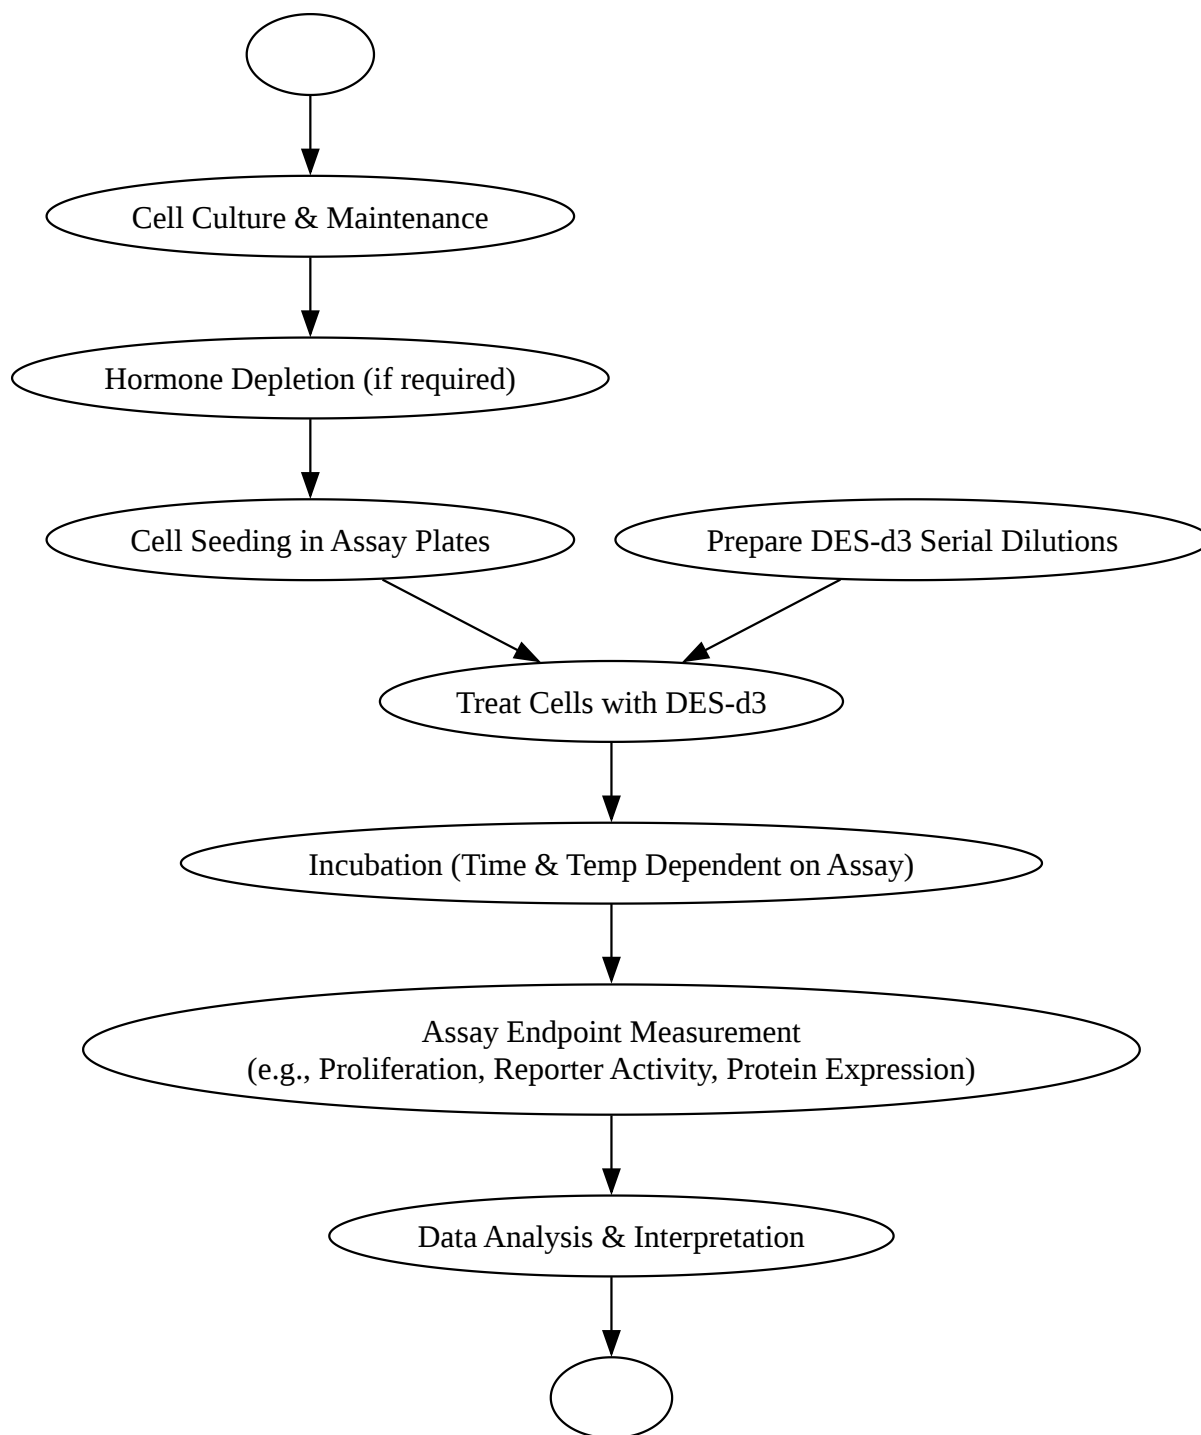 Cell Culture & Maintenance
Hormone Depletion (if required)
Cell Seeding in Assay Plates
Prepare DES-d3 Serial Dilutions
Treat Cells with DES-d3
Incubation (Time & Temp Dependent on Assay)
Assay Endpoint Measurement
(e.g., Proliferation, Reporter Activity, Protein Expression)
Data Analysis & Interpretation